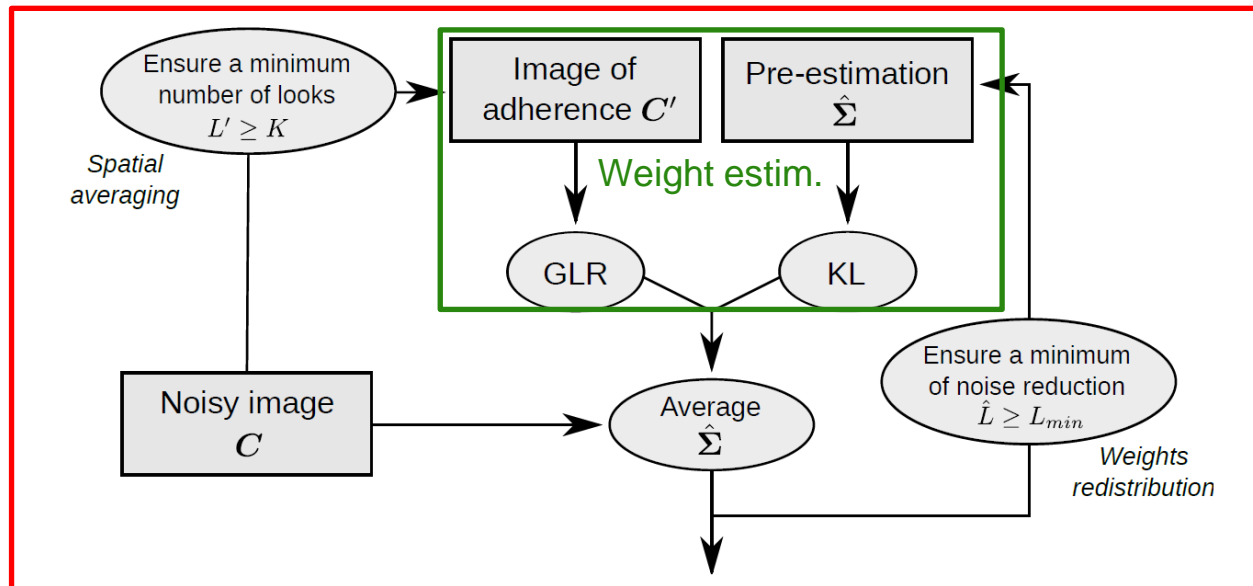 Ensure a minimum
number of looks
L′ ≥ K
Spatial
averaging
Image of
adherence C′
Pre-estimation
Σ̂
Weight estim.
GLR
KL
Noisy image
C
Average
Σ̂
Ensure a minimum
of noise reduction
L̂ ≥ Lmin
Weights
redistribution